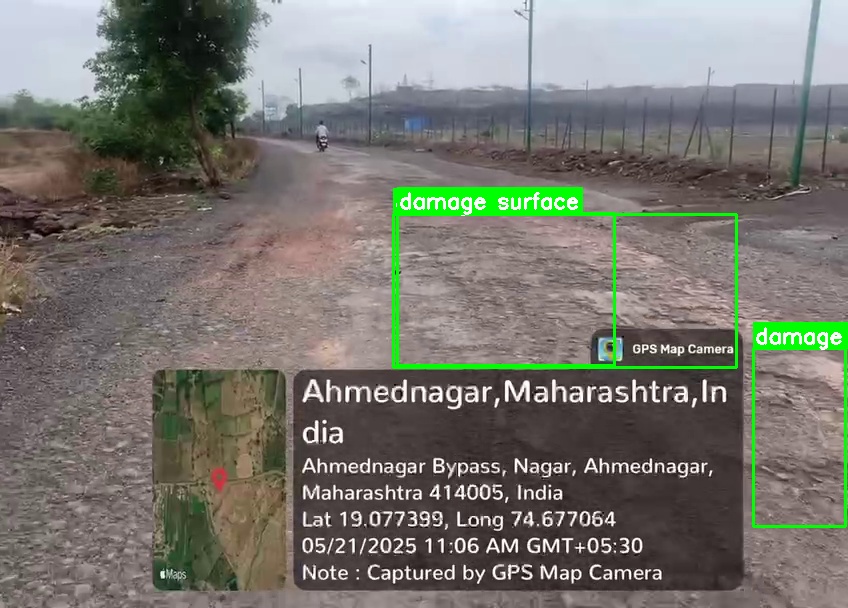 damage surface
damage
GPS Map Camera
Ahmednagar,Maharashtra,In
dia
Ahmednagar Bypass, Nagar, Ahmednagar,
Maharashtra 414005, India
Lat 19.077399, Long 74.677064
05/21/2025 11:06 AM GMT+05:30
Note : Captured by GPS Map Camera
Maps